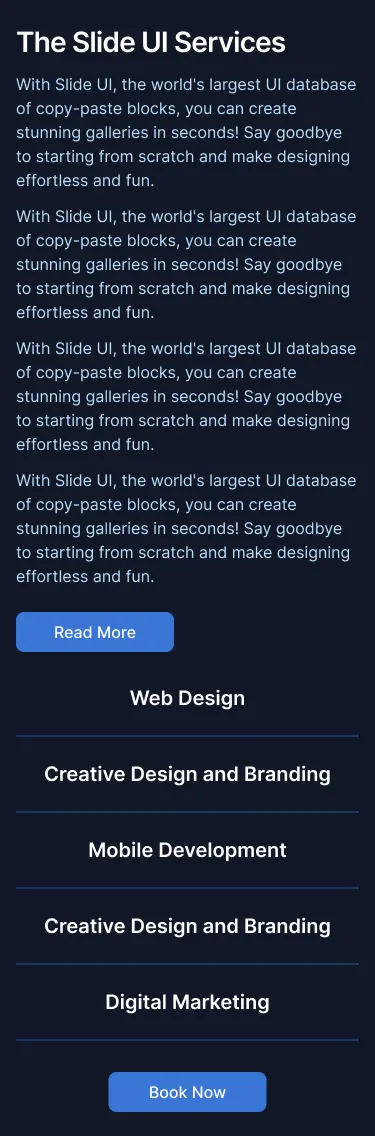 The Slide UI Services
With Slide UI, the world's largest UI database
of copy-paste blocks, you can create
stunning galleries in seconds! Say goodbye
to starting from scratch and make designing
effortless and fun.
With Slide UI, the world's largest UI database
of copy-paste blocks, you can create
stunning galleries in seconds! Say goodbye
to starting from scratch and make designing
effortless and fun.
With Slide UI, the world's largest UI database
of copy-paste blocks, you can create
stunning galleries in seconds! Say goodbye
to starting from scratch and make designing
effortless and fun.
With Slide UI, the world's largest UI database
of copy-paste blocks, you can create
stunning galleries in seconds! Say goodbye
to starting from scratch and make designing
effortless and fun.
Read More
Web Design
Creative Design and Branding
Mobile Development
Creative Design and Branding
Digital Marketing
Book Now